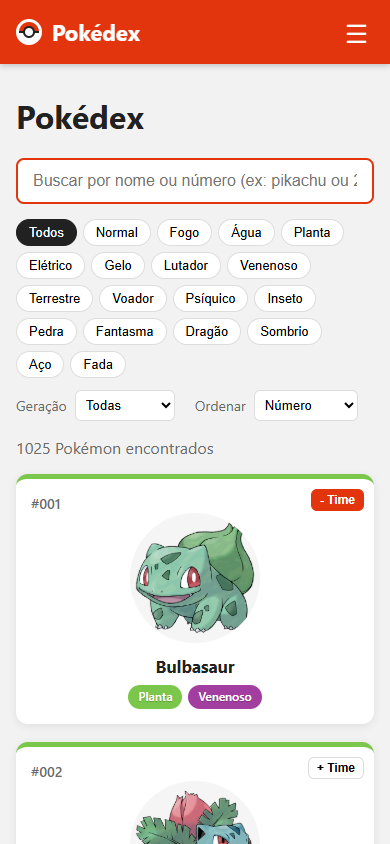 Pokédex
Pokédex
Buscar por nome ou número (ex: pikachu ou 2
Todos Normal Fogo Água Planta
Elétrico Gelo Lutador Venenoso
Terrestre Voador Psíquico Inseto
Pedra Fantasma Dragão Sombrio
Aço Fada
Geração Todas Ordenar Número
1025 Pokémon encontrados
#001 - Time
Bulbasaur
Planta Venenoso
#002 + Time